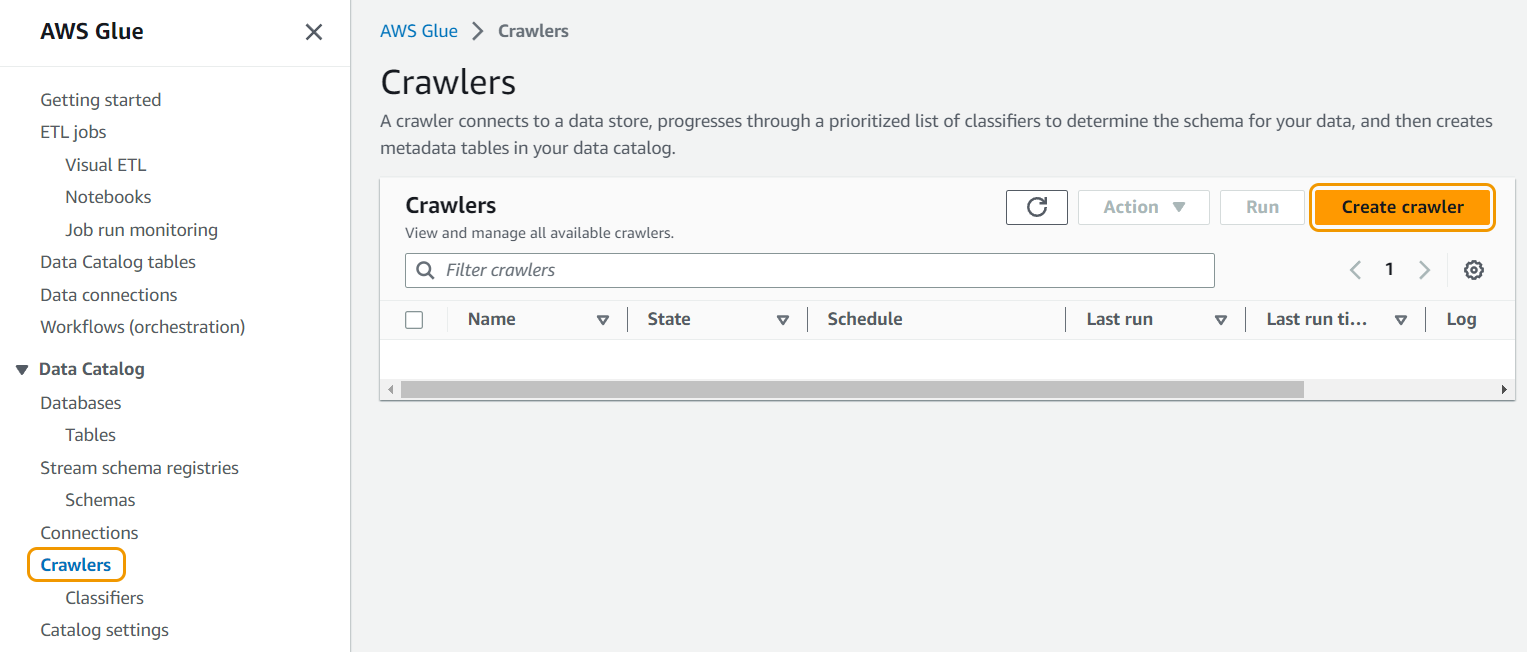 AWS Glue
Getting started
ETL jobs
Visual ETL
Notebooks
Job run monitoring
Data Catalog tables
Data connections
Workflows (orchestration)
Data Catalog
Databases
Tables
Stream schema registries
Schemas
Connections
Crawlers
Classifiers
Catalog settings
AWS Glue > Crawlers
Crawlers
A crawler connects to a data store, progresses through a prioritized list of classifiers to determine the schema for your data, and then creates
metadata tables in your data catalog.
Crawlers
View and manage all available crawlers.
Action Run Create crawler
Filter crawlers
1
Name State Schedule Last run Last run ti... Log